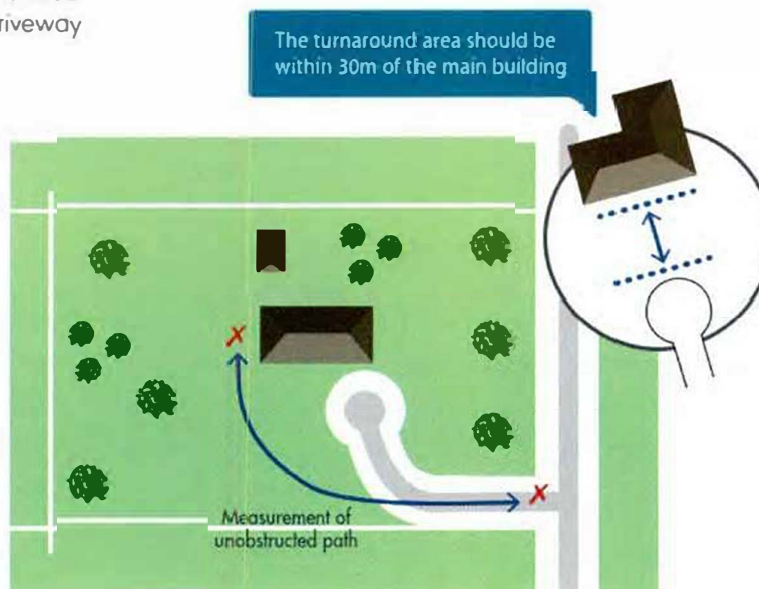 riveway
The turnaround area should be
within 30m of the main building
Measurement of
unobstructed path